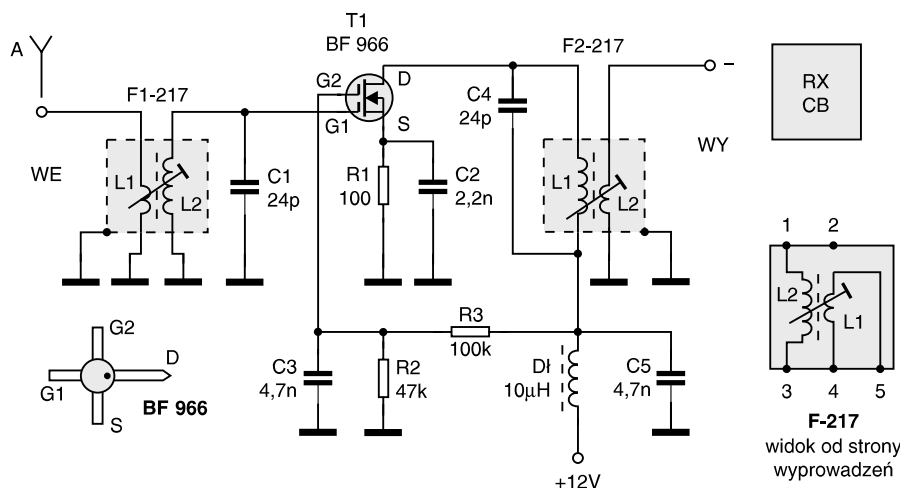 T1
BF 966
A
F1-217
F2-217
G2
D
G1
S
C4
24p
–
RX
CB
WE
L1
L2
C1
24p
R1
100
C2
2,2n
L1
L2
WY
1
2
L2
L1
3
4
5
F-217
widok od strony
wyprowadzeń
R3
100k
C3
4,7n
R2
47k
Dł
10µH
C5
4,7n
+12V
G2
D
G1
S
BF 966